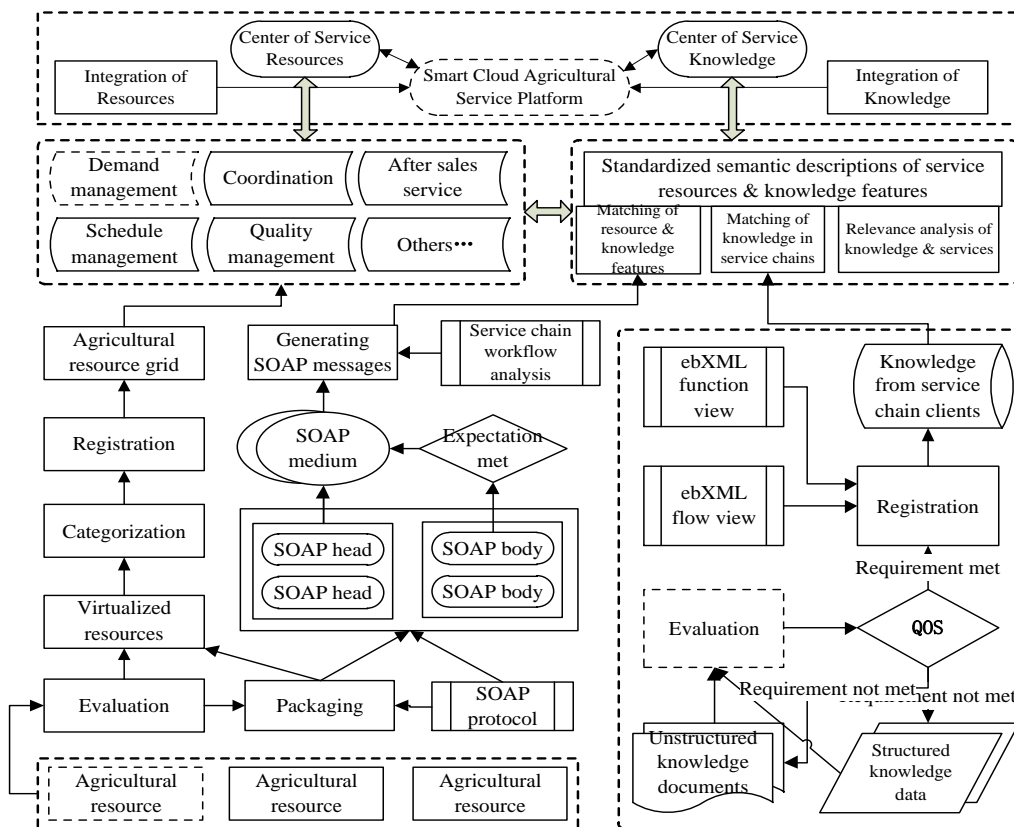 Center of Service
Resources
Center of Service
Knowledge
Integration of
Resources
Smart Cloud Agricultural
Service Platform
Integration of
Knowledge
Demand
management
Coordination
After sales
service
Schedule
management
Quality
management
Others···
Standardized semantic descriptions of service
resources & knowledge features
Matching of
resource &
knowledge
features
Matching of
knowledge in
service chains
Relevance analysis of
knowledge & services
Agricultural
resource grid
Generating
SOAP messages
Service chain
workflow
analysis
Registration
SOAP
medium
Expectation
met
Categorization
SOAP head
SOAP head
SOAP body
SOAP body
Virtualized
resources
Evaluation
Packaging
SOAP
protocol
Agricultural
resource
Agricultural
resource
Agricultural
resource
ebXML
function
view
Knowledge
from service
chain clients
ebXML
flow view
Registration
Requirement met
Evaluation
QOS
Requirement not met
Requirement not met
Unstructured
knowledge
documents
Structured
knowledge
data